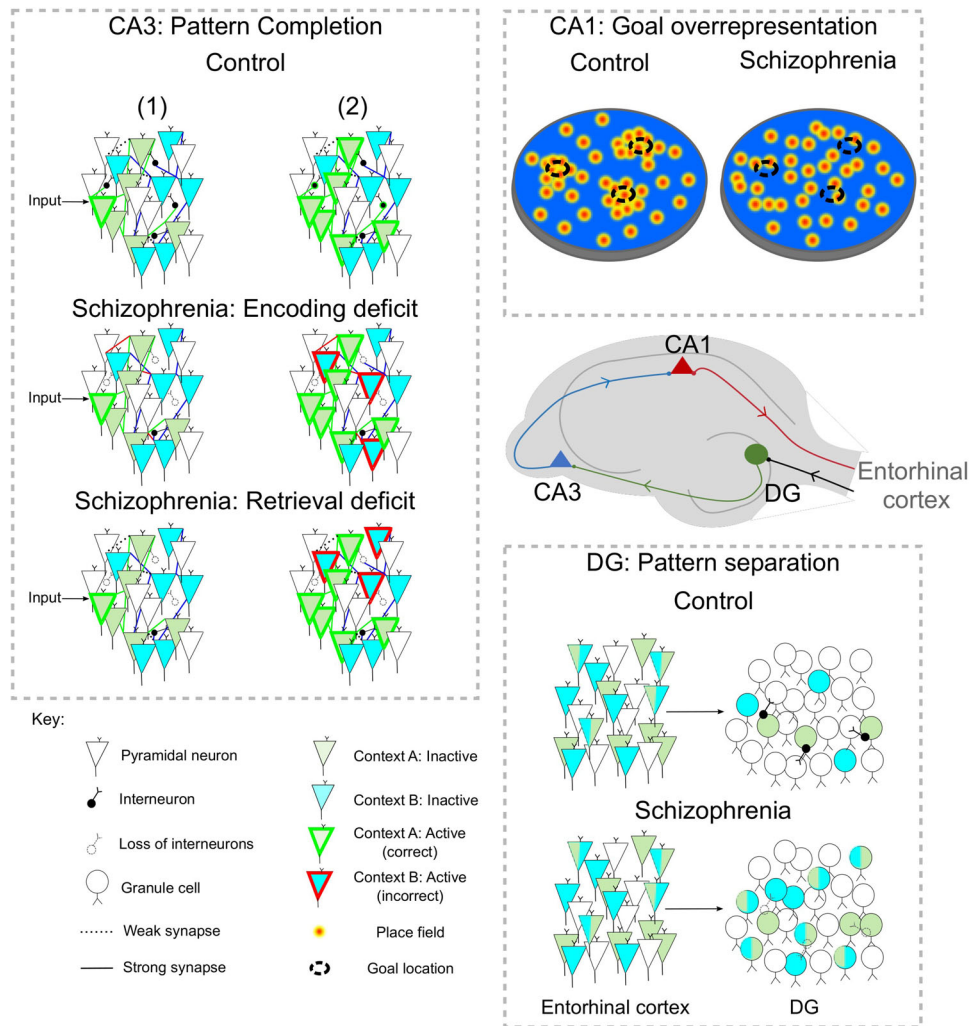 CA3: Pattern Completion
Control
(1) (2)
Input
Schizophrenia: Encoding deficit
Input
Schizophrenia: Retrieval deficit
Input
CA1: Goal overrepresentation
Control Schizophrenia
CA1
CA3
DG
Entorhinal
cortex
DG: Pattern separation
Control
Schizophrenia
Entorhinal cortex DG
Key:
Pyramidal neuron
Interneuron
Loss of interneurons
Granule cell
Weak synapse
Strong synapse
Context A: Inactive
Context B: Inactive
Context A: Active
(correct)
Context B: Active
(incorrect)
Place field
Goal location